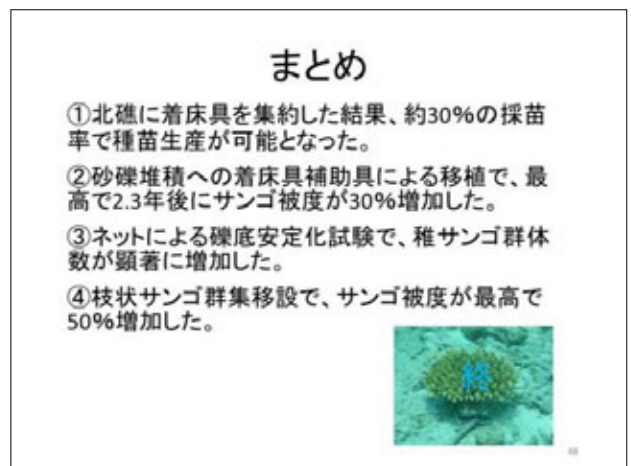 まとめ
①北礁に着床具を集約した結果、約30%の採苗
率で種苗生産が可能となった。
②砂礫堆積への着床具補助具による移植で、最
高で2.3年後にサンゴ被度が30%増加した。
③ネットによる礫底安定化試験で、稚サンゴ群体
数が顕著に増加した。
④枝状サンゴ群集移設で、サンゴ被度が最高で
50%増加した。
終